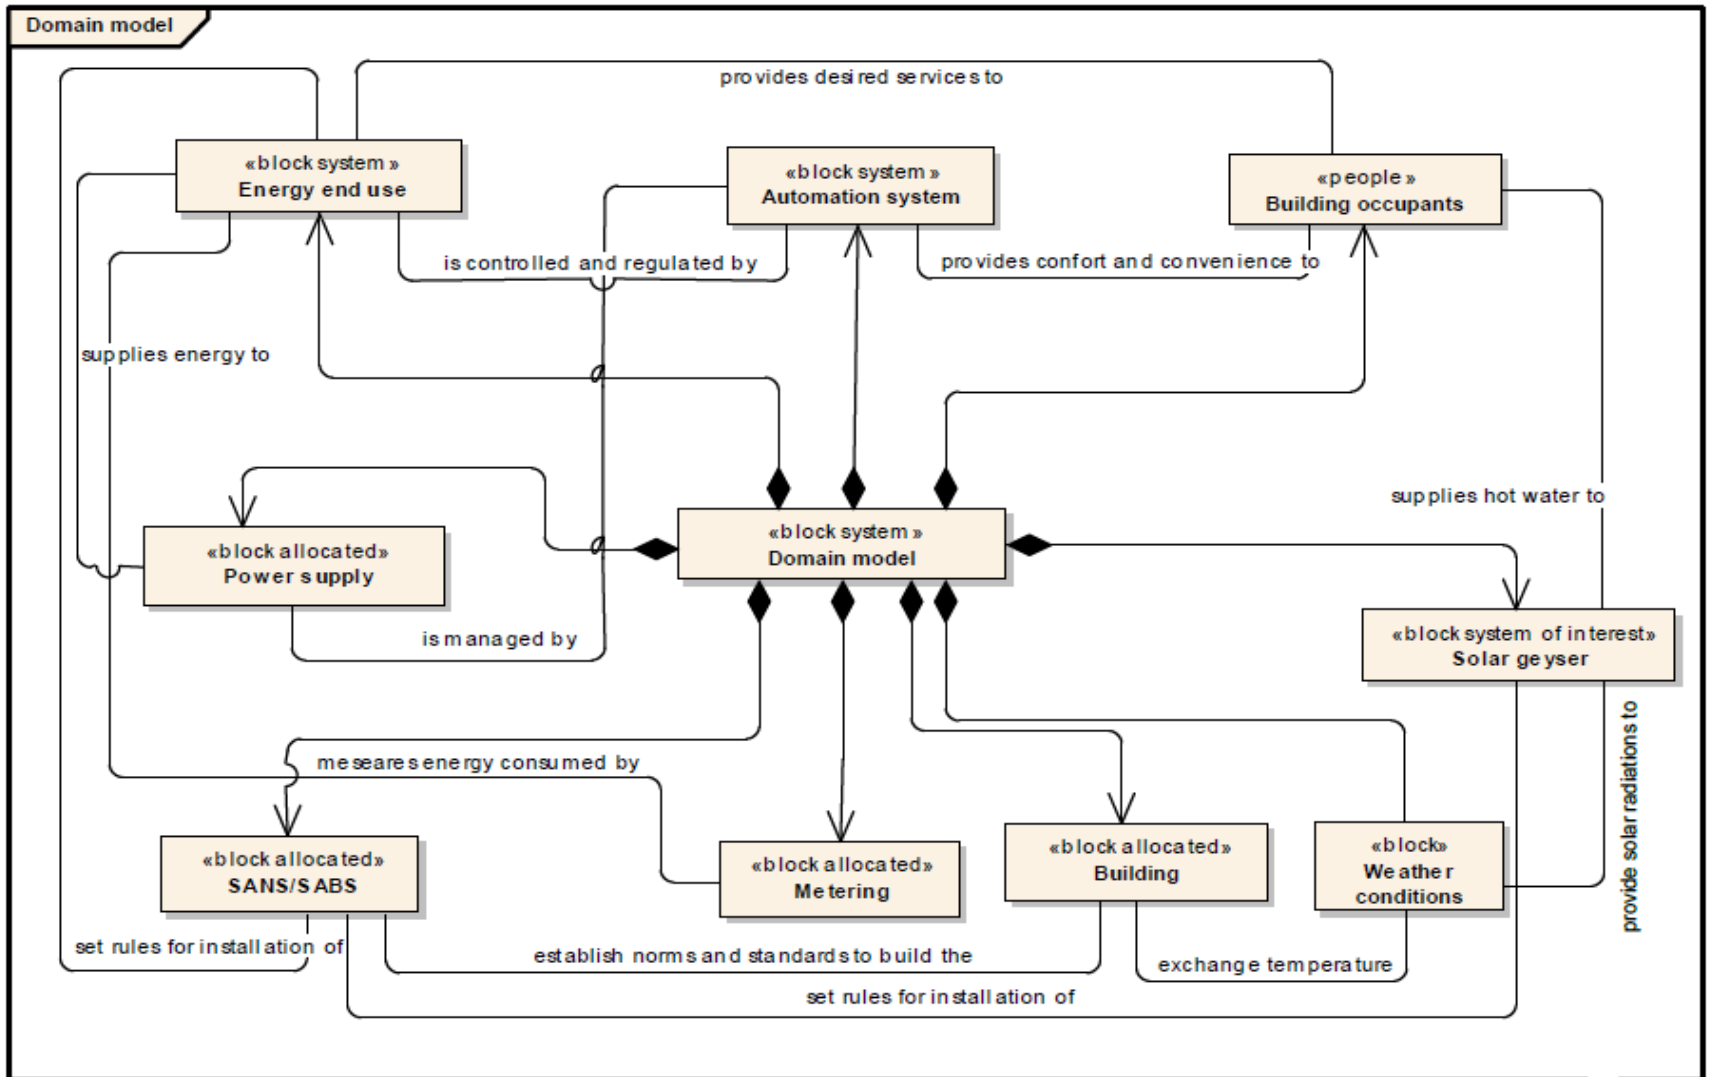 Domain model
provides desired services to
«block system »
Energy end use
«block system »
Automation system
«people »
Building occupants
is controlled and regulated by
provides confort and convenience to
supplies energy to
supplies hot water to
«block system »
Domain model
«block allocated»
Power supply
is managed by
«block system of interest»
Solar geyser
provide solar radiations to
meseares energy consumed by
«block allocated»
SANS/SABS
«block allocated»
Metering
«block allocated»
Building
«block»
Weather
conditions
set rules for installation of
establish norms and standards to build the
exchange temperature
set rules for installation of